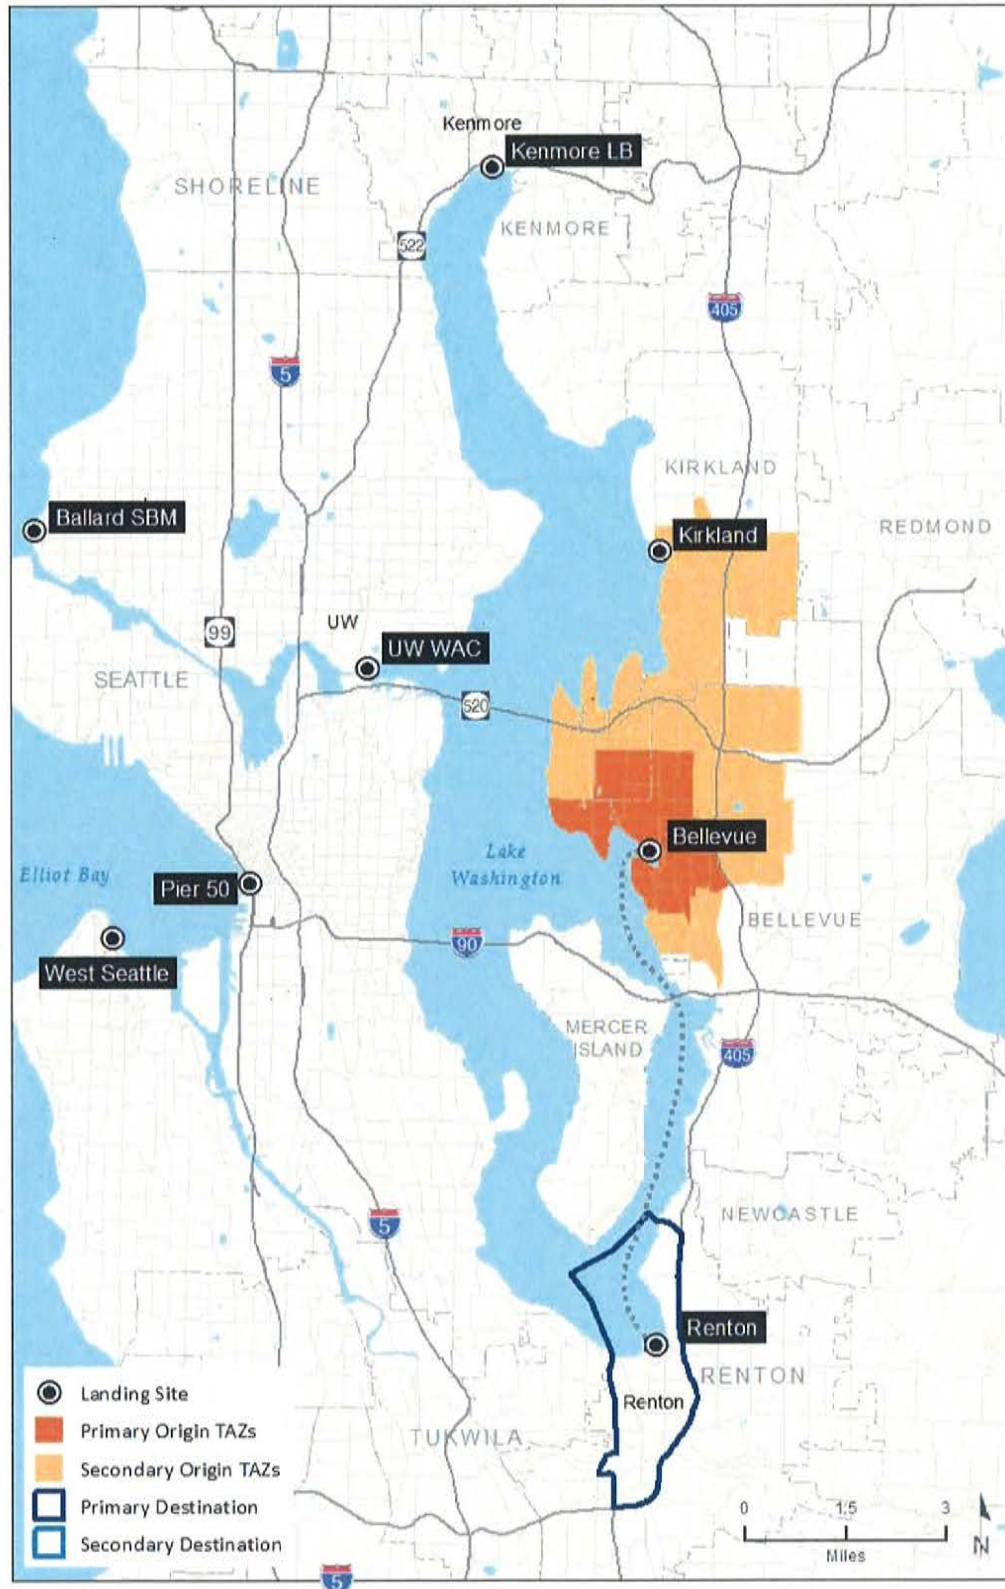 Kenmore
Kenmore LB
SHORELINE
KENMORE
522
405
5
KIRKLAND
Ballard SBM
Kirkland
REDMOND
99
UW
UW WAC
SEATTLE
520
Bellevue
Lake
Washington
Elliot Bay
Pier 50
BELLEVUE
90
West Seattle
MERCER
ISLAND
405
NEWCASTLE
5
Renton
RENTON
Renton
TUKWILA
Landing Site
Primary Origin TAZs
Secondary Origin TAZs
Primary Destination
Secondary Destination
0 1.5 3
Miles
N
5